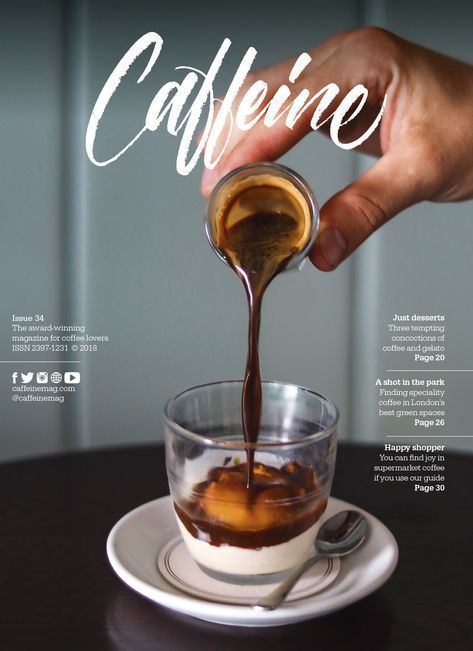 Caffeine
Issue 34
The award-winning
magazine for coffee lovers
ISSN 2397-1231 © 2018
caffeinemag.com
@caffeinemag
Just desserts
Three tempting
concoctions of
coffee and gelato
Page 20
A shot in the park
Finding speciality
coffee in London's
best green spaces
Page 26
Happy shopper
You can find joy in
supermarket coffee
if you use our guide
Page 30